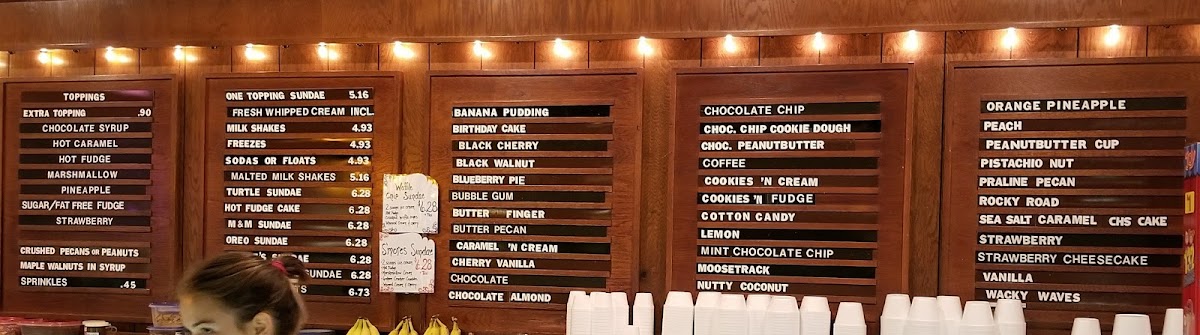 TOPPINGS
EXTRA TOPPING .90
CHOCOLATE SYRUP
HOT CARAMEL
HOT FUDGE
MARSHMALLOW
PINEAPPLE
SUGAR/FAT FREE FUDGE
STRAWBERRY
CRUSHED PECANS OR PEANUTS
MAPLE WALNUTS IN SYRUP
SPRINKLES .45
ONE TOPPING SUNDAE 5.16
FRESH WHIPPED CREAM INCL.
MILK SHAKES 4.93
FREEZES 4.93
SODAS OR FLOATS 4.93
MALTED MILK SHAKES 5.16
TURTLE SUNDAE 6.28
HOT FUDGE CAKE 6.28
M&M SUNDAE 6.28
OREO SUNDAE 6.28
SUNDAE 6.28
SUNDAE 6.28
6-73
Waffle
Chip Sundae
6.28
S'mores Sundae
6.28
BANANA PUDDING
BIRTHDAY CAKE
BLACK CHERRY
BLACK WALNUT
BLUEBERRY PIE
BUBBLE GUM
BUTTER FINGER
BUTTER PECAN
CARAMEL 'N CREAM
CHERRY VANILLA
CHOCOLATE
CHOCOLATE ALMOND
CHOCOLATE CHIP
CHOC. CHIP COOKIE DOUGH
CHOC. PEANUTBUTTER
COFFEE
COOKIES 'N CREAM
COOKIES 'N FUDGE
COTTON CANDY
LEMON
MINT CHOCOLATE CHIP
MOOSETRACK
NUTTY COCONUT
ORANGE PINEAPPLE
PEACH
PEANUTBUTTER CUP
PISTACHIO NUT
PRALINE PECAN
ROCKY ROAD
SEA SALT CARAMEL CHS CAKE
STRAWBERRY
STRAWBERRY CHEESECAKE
VANILLA
WACKY WAVES